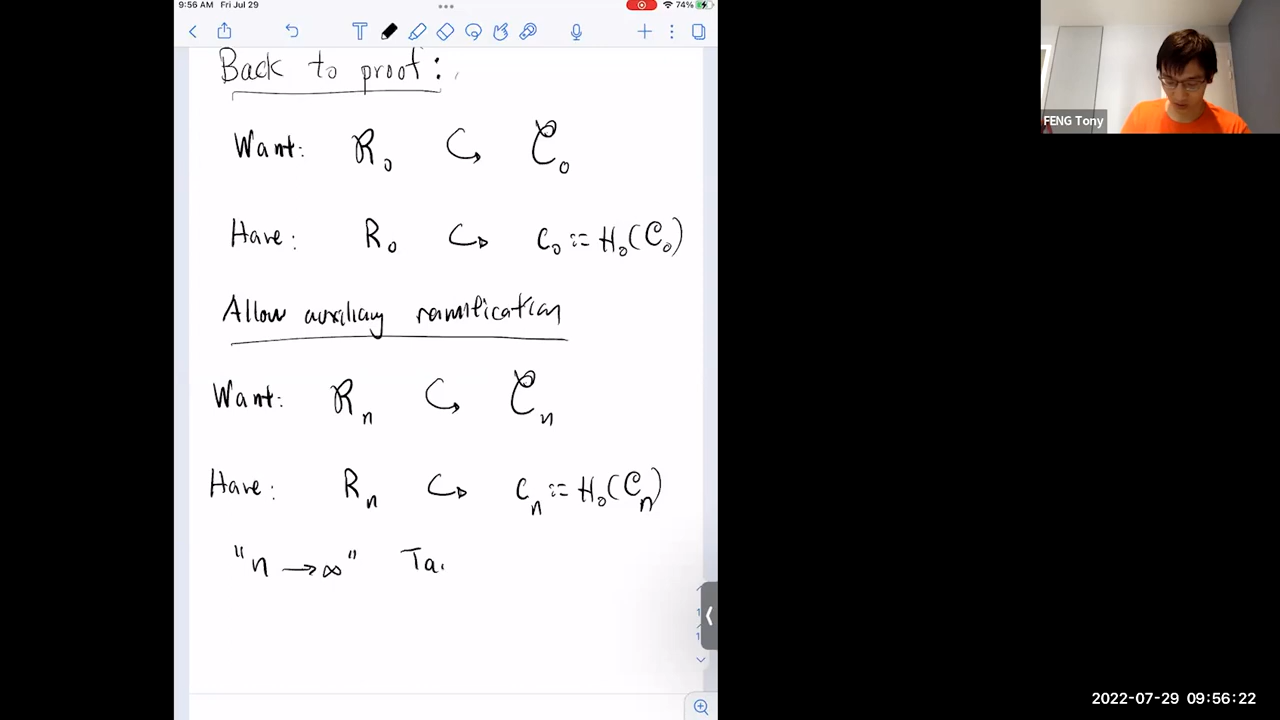 9:56 AM Fri Jul 29
74%
Back to proof:
Want: 𝓡₀ ↪ 𝓒₀
Have: R₀ ↪ C₀ := H₀(𝓒₀)
Allow auxiliary ramification
Want: 𝓡ₙ ↪ 𝓒ₙ
Have: Rₙ ↪ Cₙ := H₀(𝓒ₙ)
"n → ∞" Ta
FENG Tony
2022-07-29 09:56:22